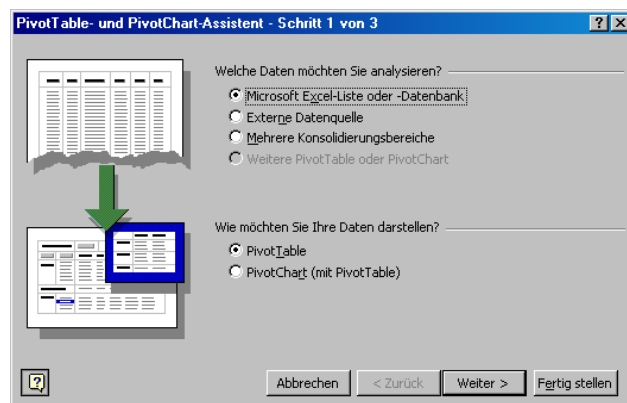 PivotTable- und PivotChart-Assistent - Schritt 1 von 3
Welche Daten möchten Sie analysieren?
Microsoft Excel-Liste oder -Datenbank
Externe Datenquelle
Mehrere Konsolidierungsbereiche
Weitere PivotTable oder PivotChart
Wie möchten Sie Ihre Daten darstellen?
PivotTable
PivotChart (mit PivotTable)
Abbrechen < Zurück Weiter > Fertig stellen